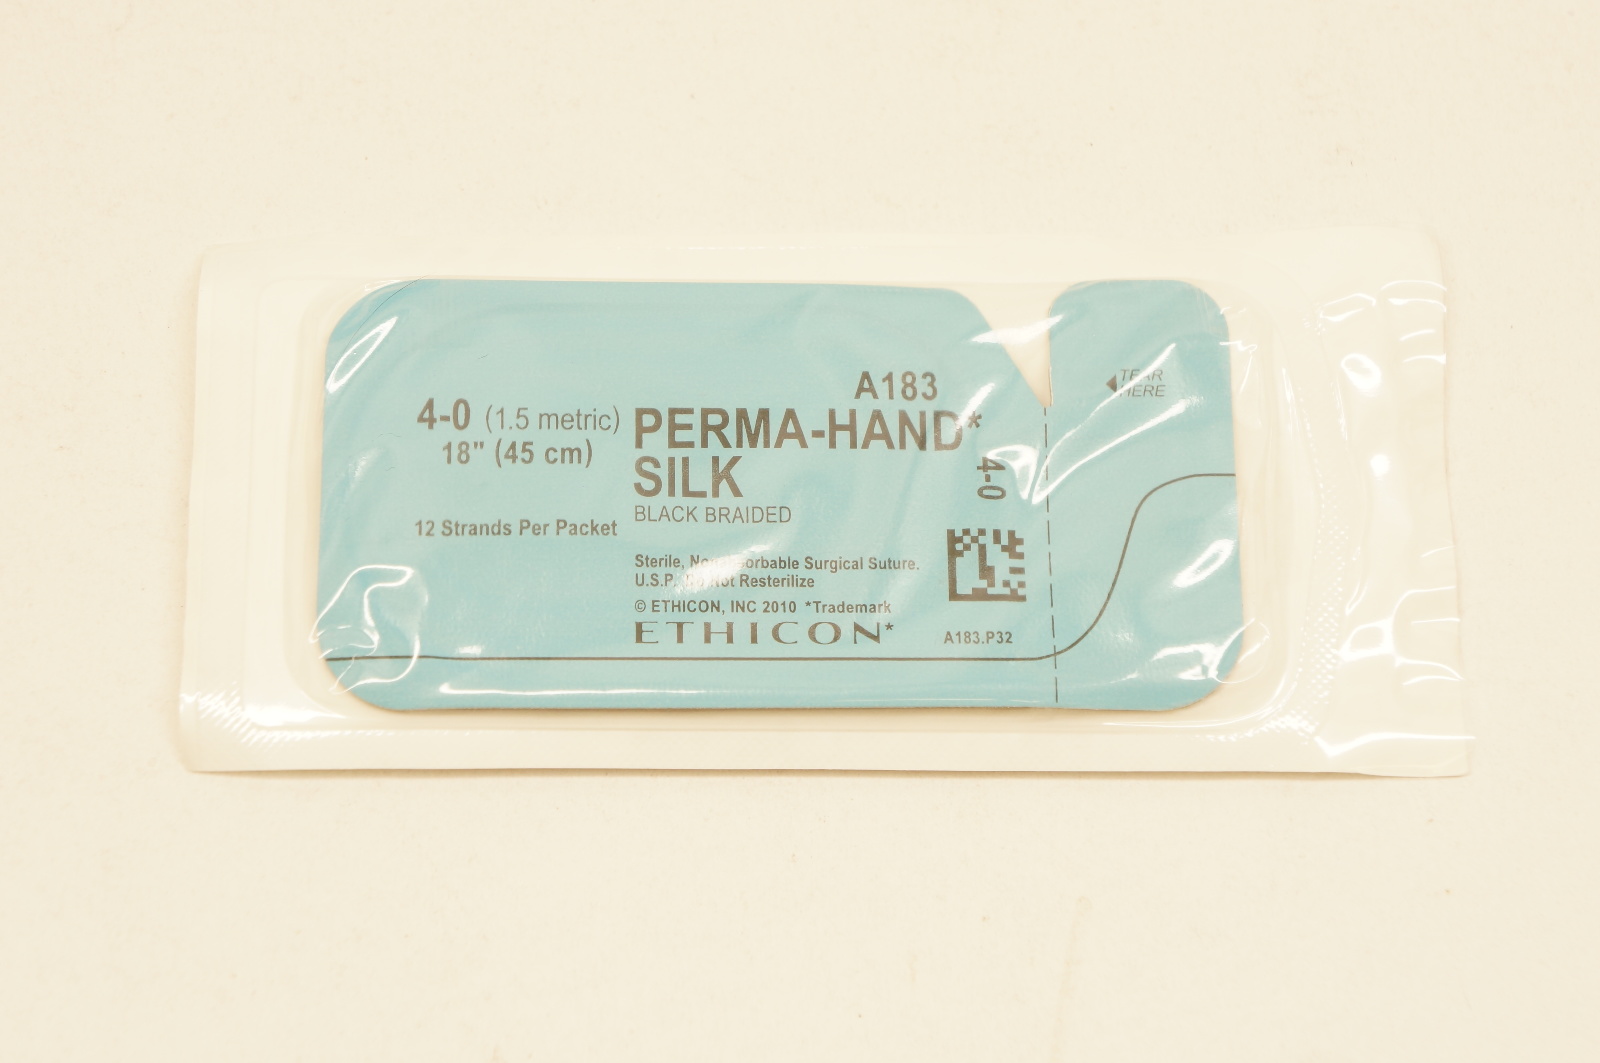 A183
4-0 (1.5 metric)
18" (45 cm)
12 Strands Per Packet
PERMA-HAND*
SILK
BLACK BRAIDED
4-0
Sterile, Surgical Suture.
U.S.P. Not Resterilize
© ETHICON, INC 2010 *Trademark
ETHICON*
A183.P32
TEAR
HERE